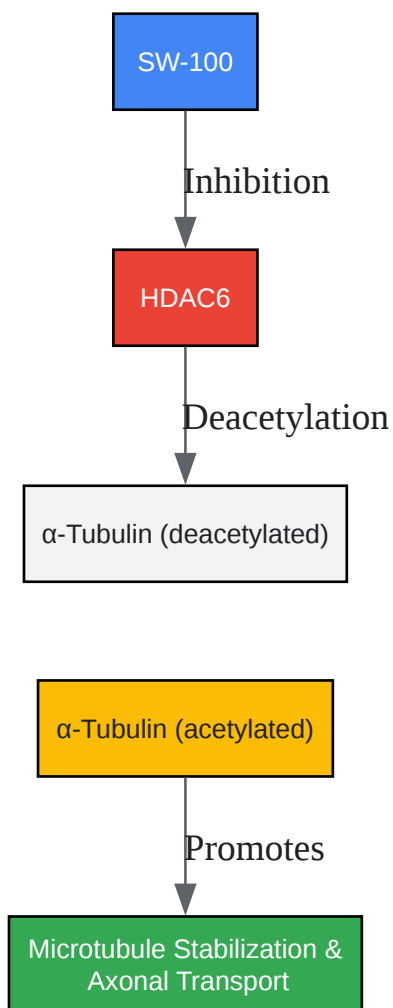 SW-100
Inhibition
HDAC6
Deacetylation
α-Tubulin (deacetylated)
α-Tubulin (acetylated)
Promotes
Microtubule Stabilization &
Axonal Transport